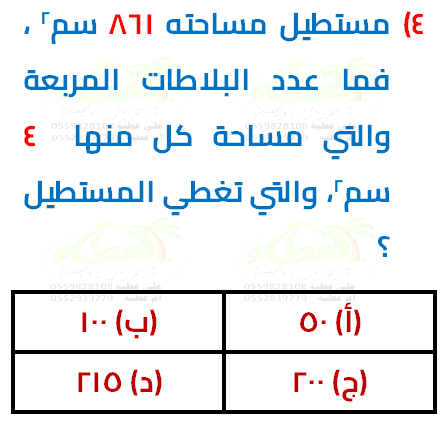 ٤) مستطيل مساحته ٨٦١ سم٢ ،
فما عدد البلاطات المربعة
والتي مساحة كل منها ٤
سم٢، والتي تغطي المستطيل
؟
(أ) ٥٠
(ب) ١٠٠
(ج) ٢٠٠
(د) ٢١٥